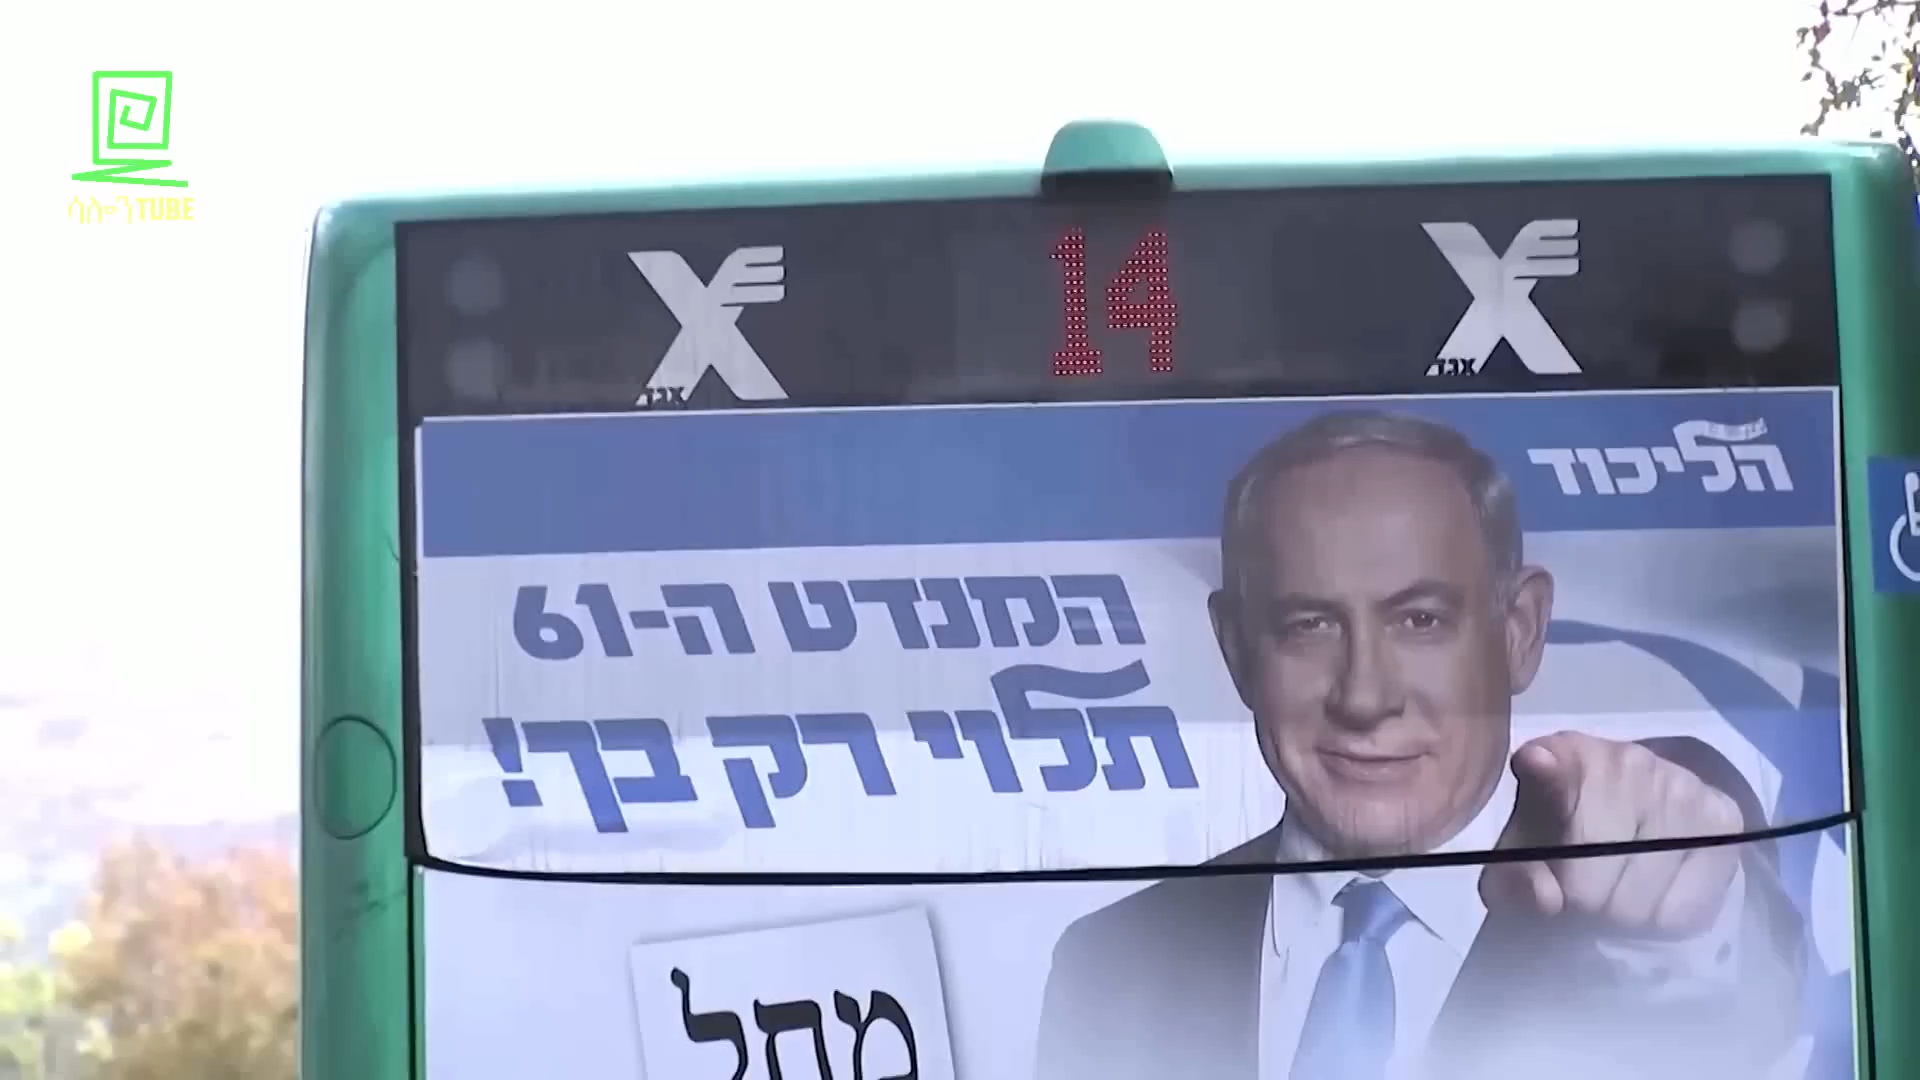 ሳሎንTUBE
14
אגד
אגד
הליכוד
המנדט ה-61
תלוי רק בך!
מחל